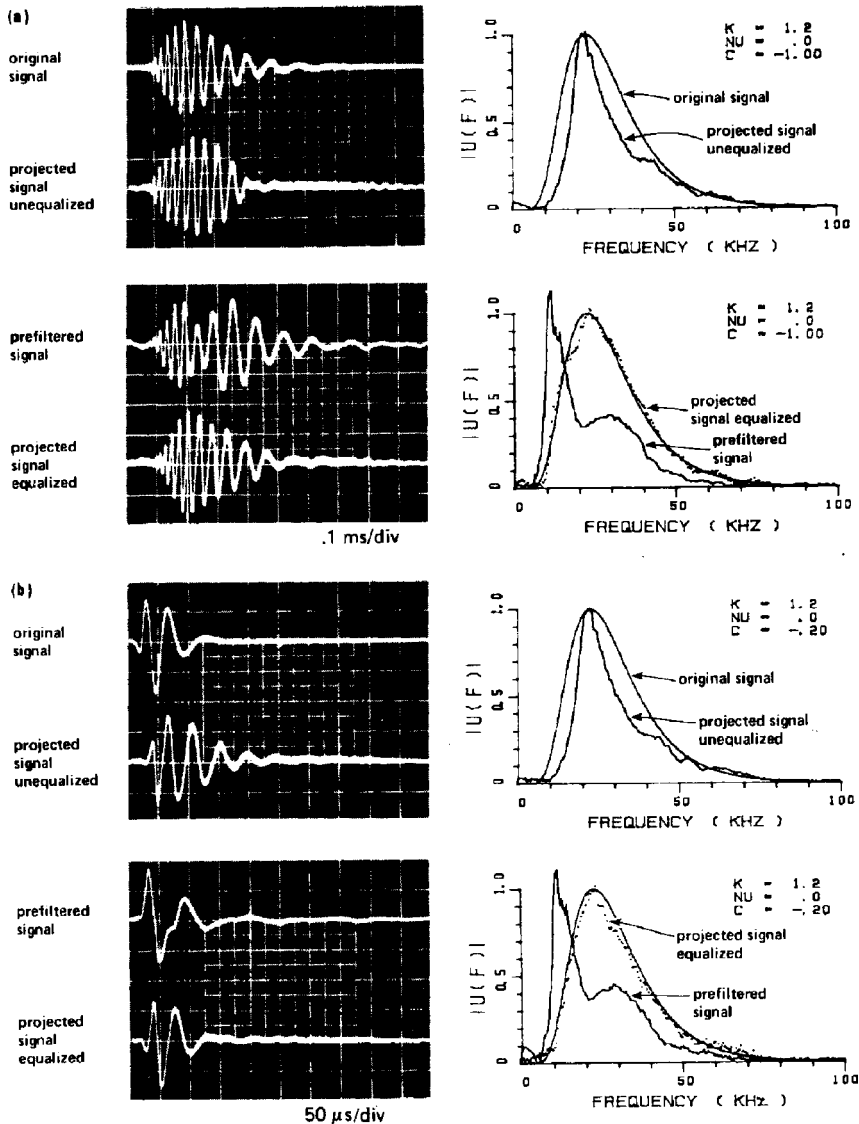 (a)
original
signal
projected
signal
unequalized
K = 1.2
NU = .0
C = -1.00
original signal
projected signal
unequalized
|U(F)|
1.0
0.5
0 50 100
FREQUENCY ( KHZ )
prefiltered
signal
projected
signal
equalized
.1 ms/div
K = 1.2
NU = .0
C = -1.00
projected
signal equalized
prefiltered
signal
|U(F)|
1.0
0.5
0
0 50 100
FREQUENCY ( KHZ )
(b)
original
signal
projected
signal
unequalized
K = 1.2
NU = .0
C = -.20
original signal
projected signal
unequalized
|U(F)|
1.0
0.5
0
0 50 100
FREQUENCY ( KHZ )
prefiltered
signal
projected
signal
equalized
50 µs/div
K = 1.2
NU = .0
C = -.20
projected signal
equalized
prefiltered
signal
|U(F)|
1.0
0.5
0
0 50 100
FREQUENCY ( KHz )